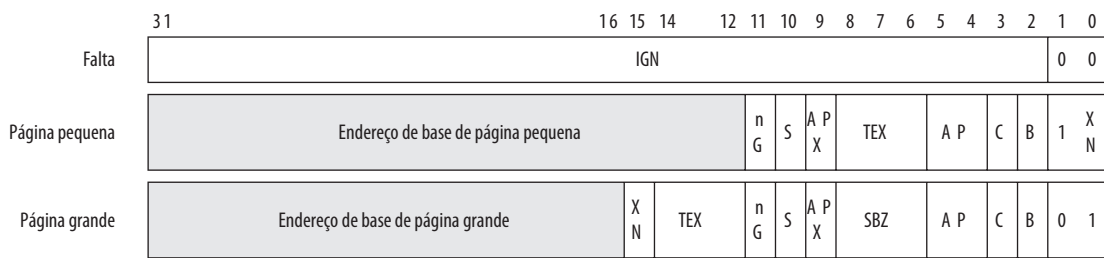 31 16 15 14 12 11 10 9 8 7 6 5 4 3 2 1 0
Falta IGN 0 0
Página pequena Endereço de base de página pequena n G S A P X TEX A P C B 1 X N
Página grande Endereço de base de página grande X N TEX n G S A P X SBZ A P C B 0 1